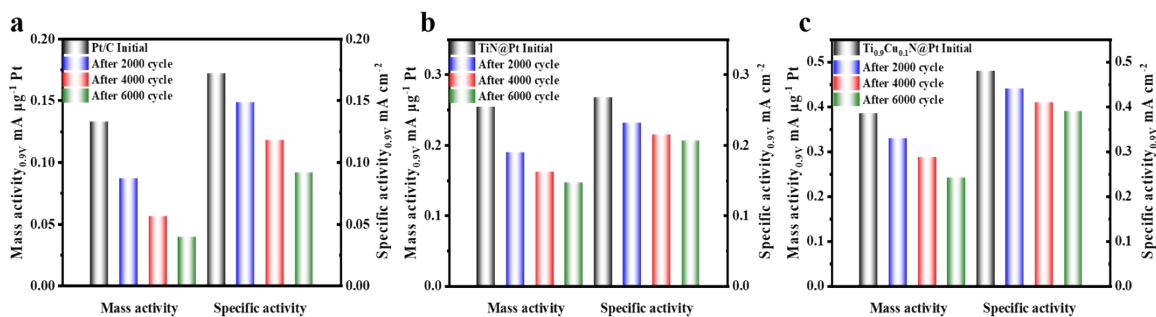 a
Mass activity0.9V mA μg-1 Pt
0.20
0.15
0.10
0.05
0.00
Pt/C Initial
After 2000 cycle
After 4000 cycle
After 6000 cycle
0.20
0.15
0.10
0.05
0.00
Specific activity0.9V mA cm-2
Mass activity
Specific activity
b
Mass activity0.9V mA μg-1 Pt
0.3
0.2
0.1
0.0
TiN@Pt Initial
After 2000 cycle
After 4000 cycle
After 6000 cycle
0.3
0.2
0.1
0.0
Specific activity0.9V mA cm-2
Mass activity
Specific activity
c
Mass activity0.9V mA μg-1 Pt
0.5
0.4
0.3
0.2
0.1
0.0
Ti0.9Cu0.1N@Pt Initial
After 2000 cycle
After 4000 cycle
After 6000 cycle
0.5
0.4
0.3
0.2
0.1
0.0
Specific activity0.9V mA cm-2
Mass activity
Specific activity